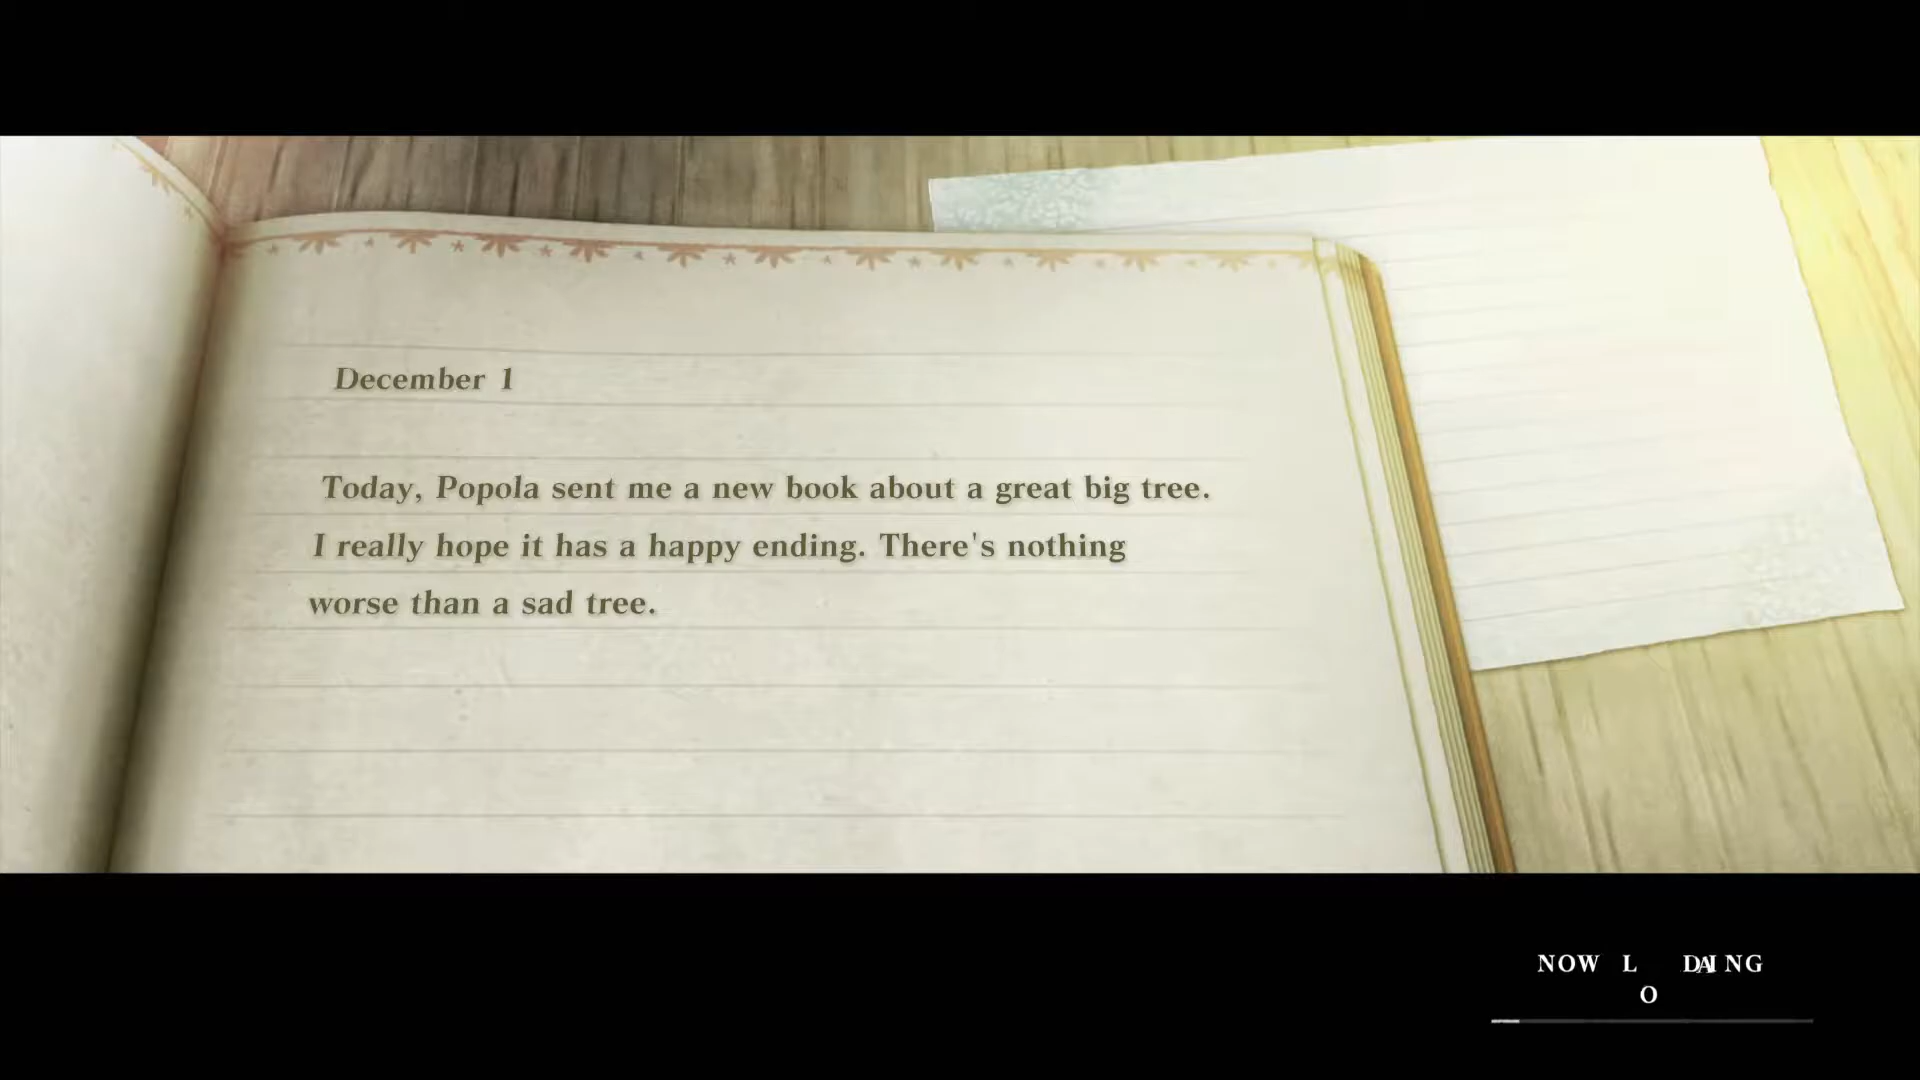 December 1
Today, Popola sent me a new book about a great big tree.
I really hope it has a happy ending. There's nothing
worse than a sad tree.
NOW LOADING